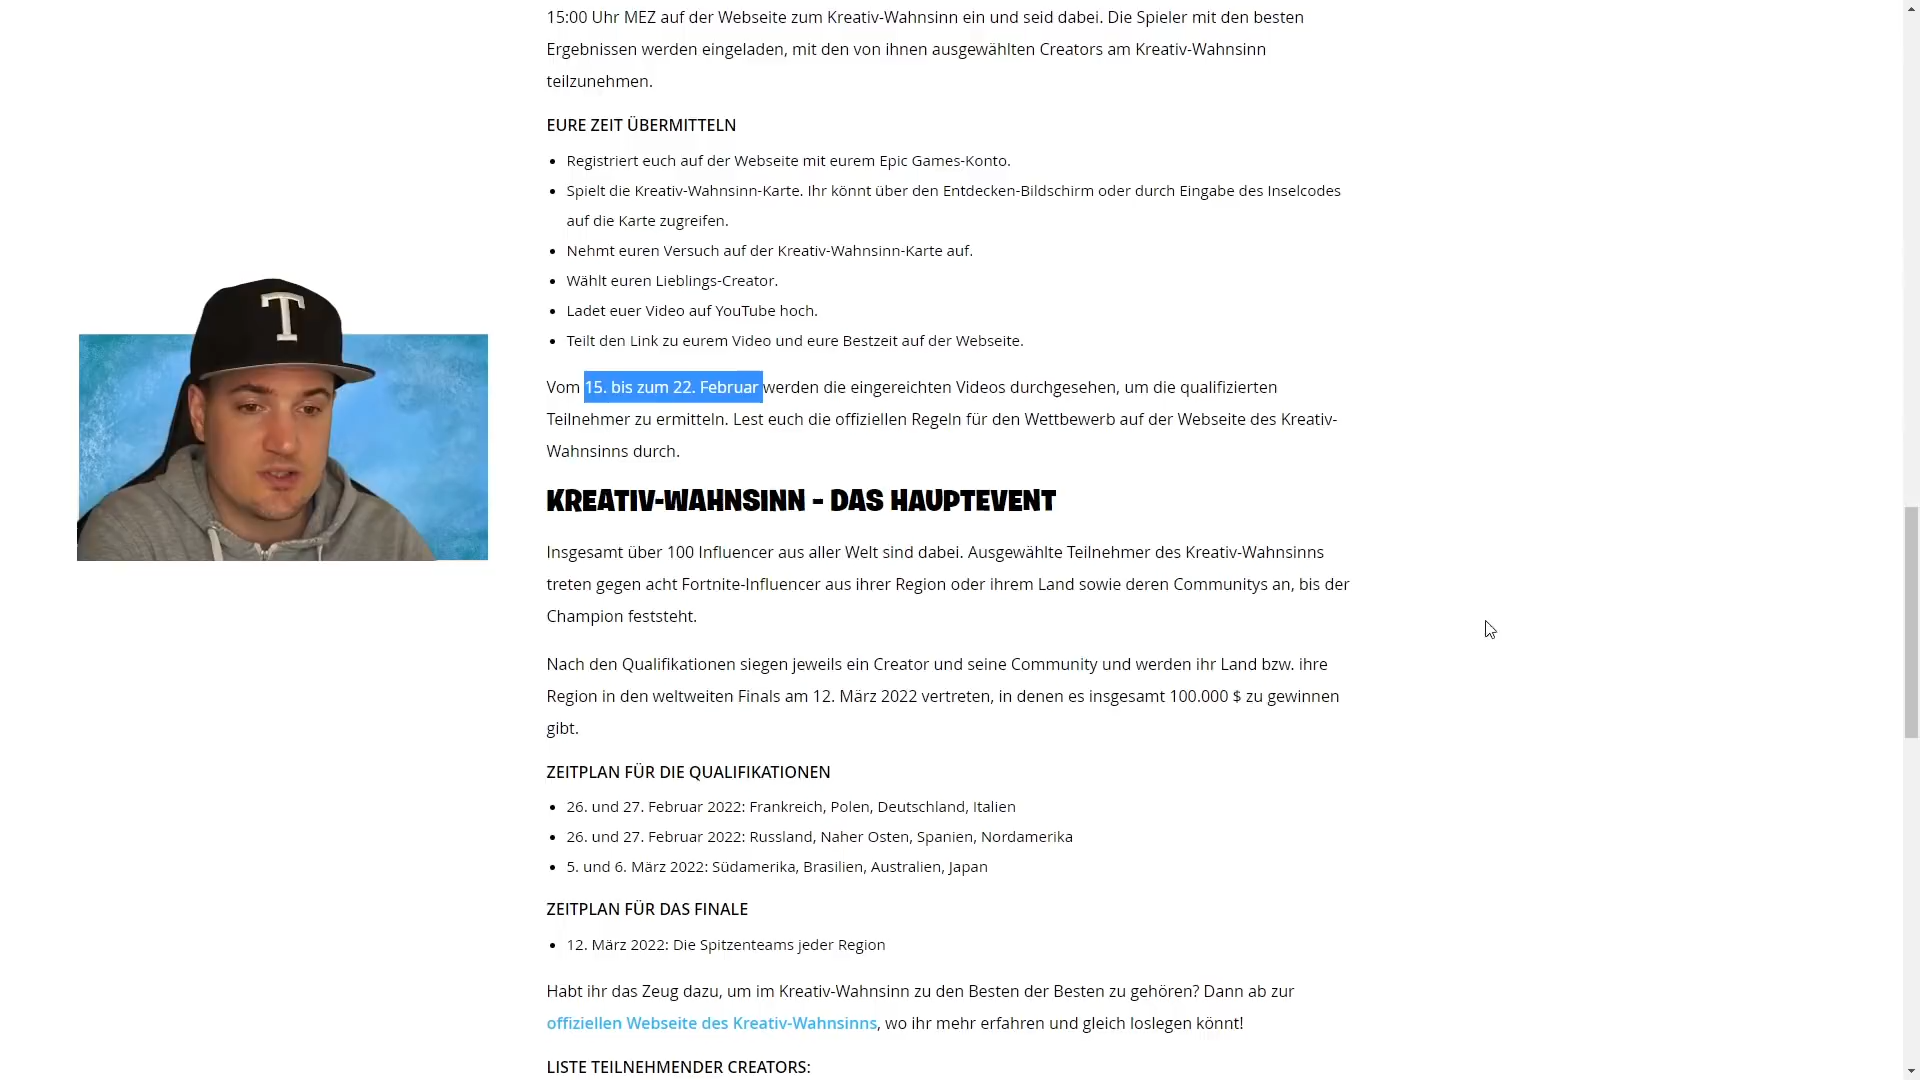 15:00 Uhr MEZ auf der Webseite zum Kreativ-Wahnsinn ein und seid dabei. Die Spieler mit den besten
Ergebnissen werden eingeladen, mit den von ihnen ausgewählten Creators am Kreativ-Wahnsinn
teilzunehmen.
EURE ZEIT ÜBERMITTELN
• Registriert euch auf der Webseite mit eurem Epic Games-Konto.
• Spielt die Kreativ-Wahnsinn-Karte. Ihr könnt über den Entdecken-Bildschirm oder durch Eingabe des Inselcodes
auf die Karte zugreifen.
• Nehmt euren Versuch auf der Kreativ-Wahnsinn-Karte auf.
• Wählt euren Lieblings-Creator.
• Ladet euer Video auf YouTube hoch.
• Teilt den Link zu eurem Video und eure Bestzeit auf der Webseite.
T
Vom 15. bis zum 22. Februar werden die eingereichten Videos durchgesehen, um die qualifizierten
Teilnehmer zu ermitteln. Lest euch die offiziellen Regeln für den Wettbewerb auf der Webseite des Kreativ-
Wahnsinns durch.
KREATIV-WAHNSINN – DAS HAUPTEVENT
Insgesamt über 100 Influencer aus aller Welt sind dabei. Ausgewählte Teilnehmer des Kreativ-Wahnsinns
treten gegen acht Fortnite-Influencer aus ihrer Region oder ihrem Land sowie deren Communitys an, bis der
Champion feststeht.
Nach den Qualifikationen siegen jeweils ein Creator und seine Community und werden ihr Land bzw. ihre
Region in den weltweiten Finals am 12. März 2022 vertreten, in denen es insgesamt 100.000 $ zu gewinnen
gibt.
ZEITPLAN FÜR DIE QUALIFIKATIONEN
• 26. und 27. Februar 2022: Frankreich, Polen, Deutschland, Italien
• 26. und 27. Februar 2022: Russland, Naher Osten, Spanien, Nordamerika
• 5. und 6. März 2022: Südamerika, Brasilien, Australien, Japan
ZEITPLAN FÜR DAS FINALE
• 12. März 2022: Die Spitzenteams jeder Region
Habt ihr das Zeug dazu, um im Kreativ-Wahnsinn zu den Besten der Besten zu gehören? Dann ab zur
offiziellen Webseite des Kreativ-Wahnsinns, wo ihr mehr erfahren und gleich loslegen könnt!
LISTE TEILNEHMENDER CREATORS: